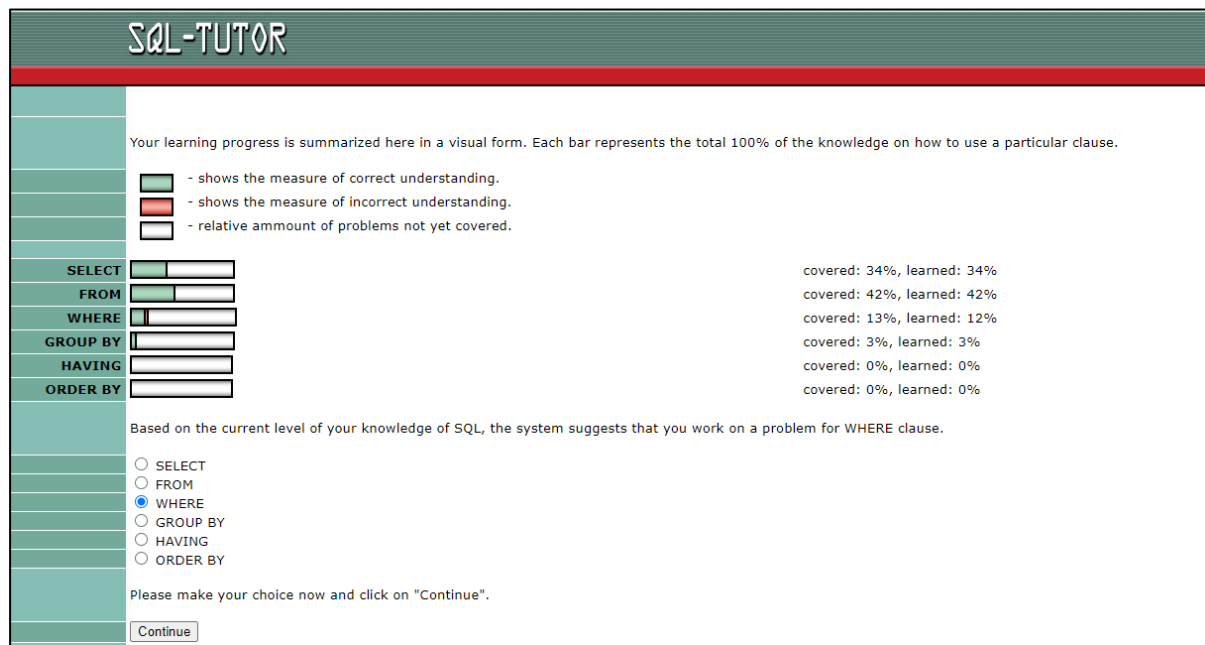 SQL-TUTOR
Your learning progress is summarized here in a visual form. Each bar represents the total 100% of the knowledge on how to use a particular clause.
- shows the measure of correct understanding.
- shows the measure of incorrect understanding.
- relative ammount of problems not yet covered.
SELECT covered: 34%, learned: 34%
FROM covered: 42%, learned: 42%
WHERE covered: 13%, learned: 12%
GROUP BY covered: 3%, learned: 3%
HAVING covered: 0%, learned: 0%
ORDER BY covered: 0%, learned: 0%
Based on the current level of your knowledge of SQL, the system suggests that you work on a problem for WHERE clause.
SELECT
FROM
WHERE
GROUP BY
HAVING
ORDER BY
Please make your choice now and click on "Continue".
Continue